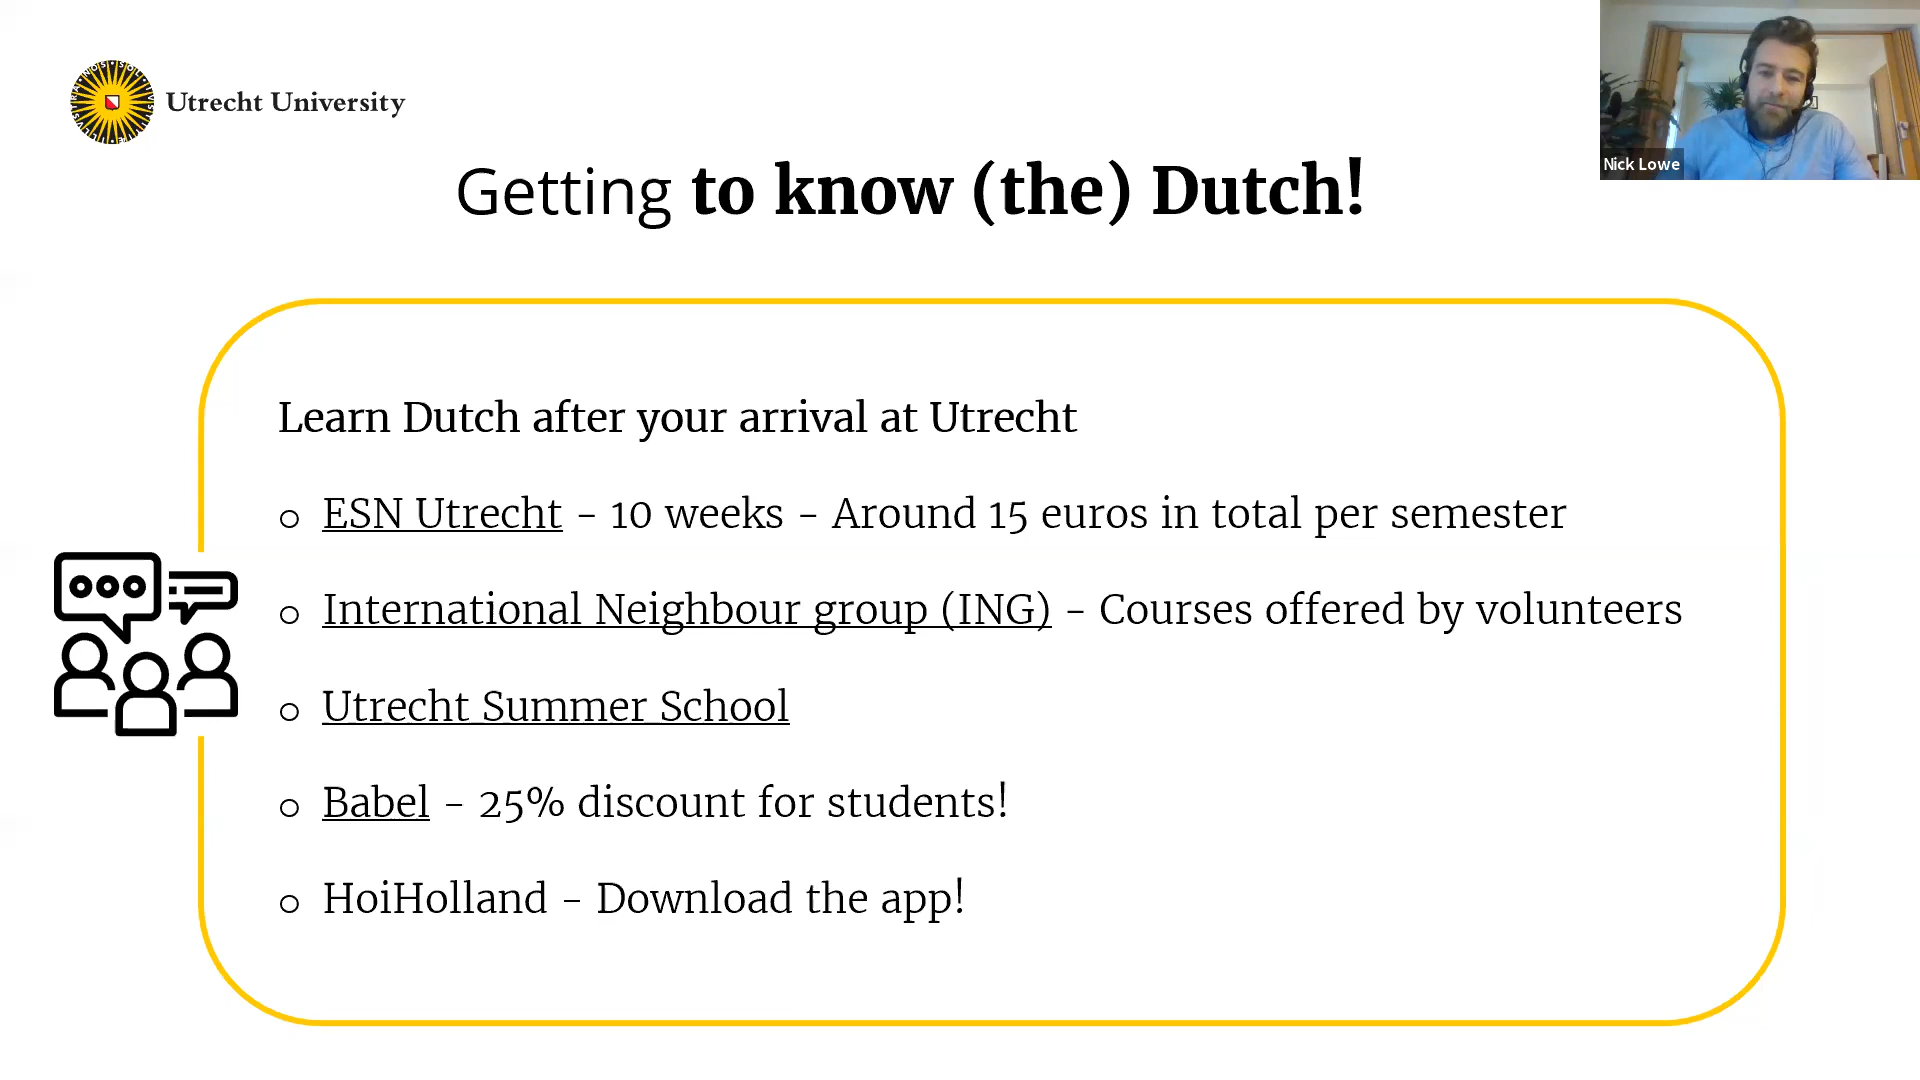 Utrecht University
Nick Lowe
Getting to know (the) Dutch!
Learn Dutch after your arrival at Utrecht
ESN Utrecht - 10 weeks - Around 15 euros in total per semester
International Neighbour group (ING) - Courses offered by volunteers
Utrecht Summer School
Babel - 25% discount for students!
HoiHolland - Download the app!